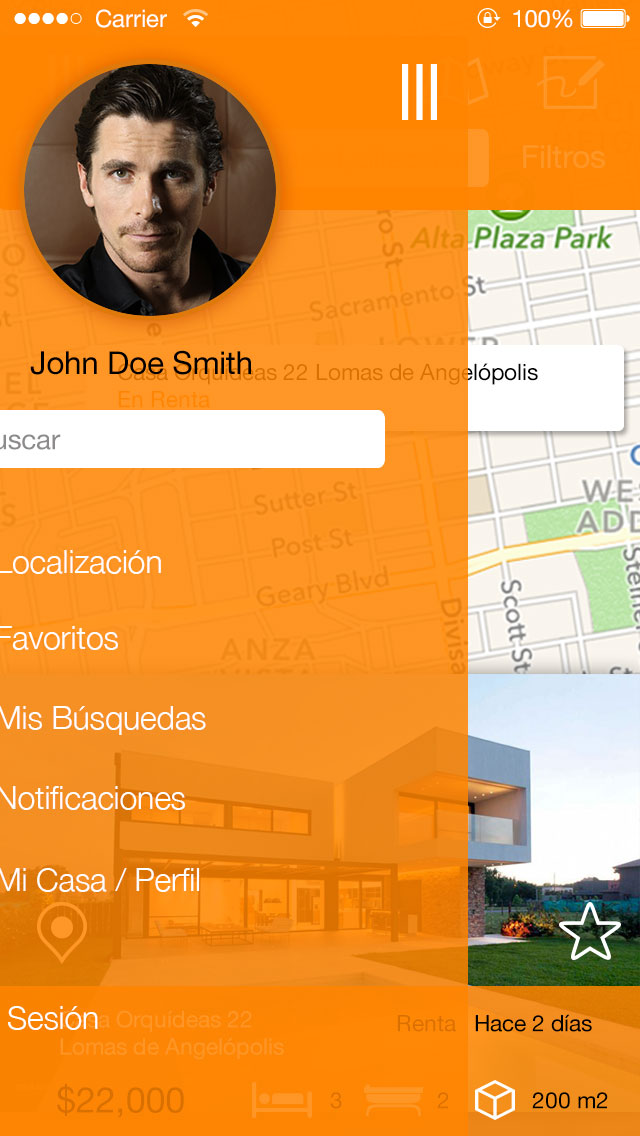 Carrier
100%
Filtros
Alta Plaza Park
Sacramento St
John Doe Smith
Casa Orquídeas 22 Lomas de Angelópolis
En Renta
uscar
Sutter St
Post St
Geary Blvd
Scott St
Steiner
Divisa
ANZA
VISTA
Localización
Favoritos
Mis Búsquedas
Notificaciones
Mi Casa / Perfil
Sesión
Orquídeas 22
Lomas de Angelópolis
Renta
Hace 2 días
$22,000
3
2
200 m2